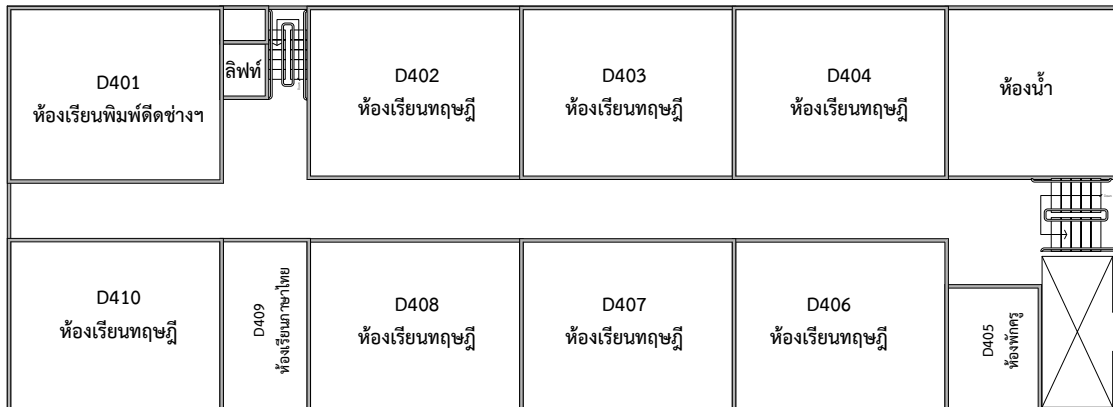 D401
ห้องเรียนพิมพ์ดีดช่างฯ
ลิฟท์
D402
ห้องเรียนทฤษฎี
D403
ห้องเรียนทฤษฎี
D404
ห้องเรียนทฤษฎี
ห้องน้ำ
D410
ห้องเรียนทฤษฎี
D409
ห้องเรียนภาษาไทย
D408
ห้องเรียนทฤษฎี
D407
ห้องเรียนทฤษฎี
D406
ห้องเรียนทฤษฎี
D405
ห้องพักครู